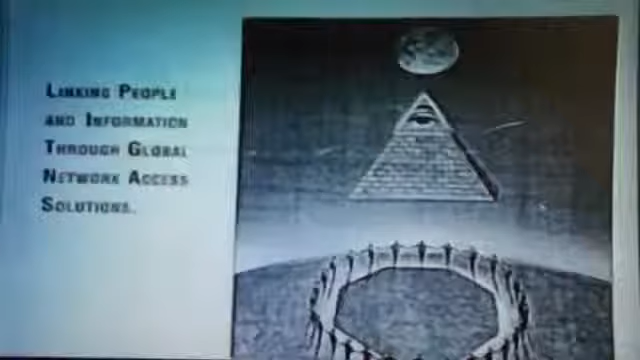 Linking People
and Information
Through Global
Network Access
Solutions.